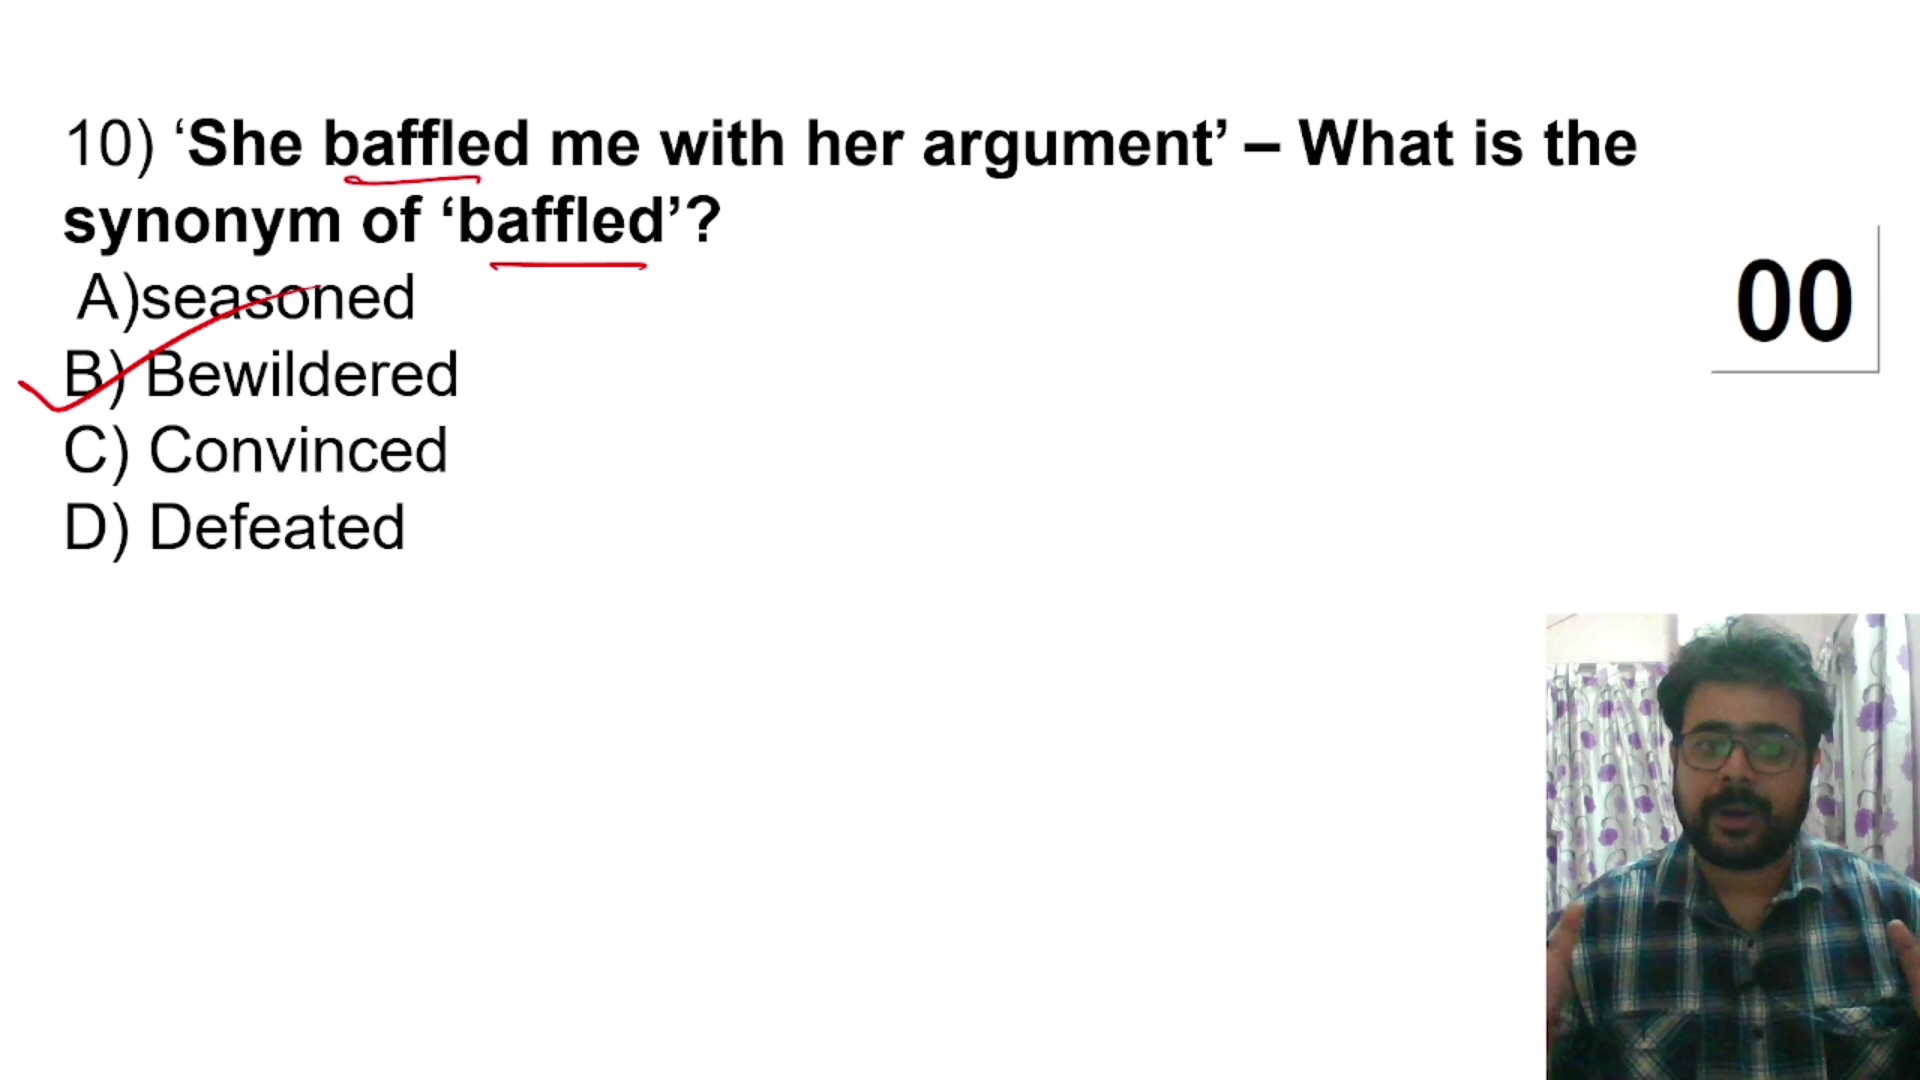 10) ‘She baffled me with her argument’ – What is the
synonym of ‘baffled’?
A)seasoned
B) Bewildered
C) Convinced
D) Defeated
00